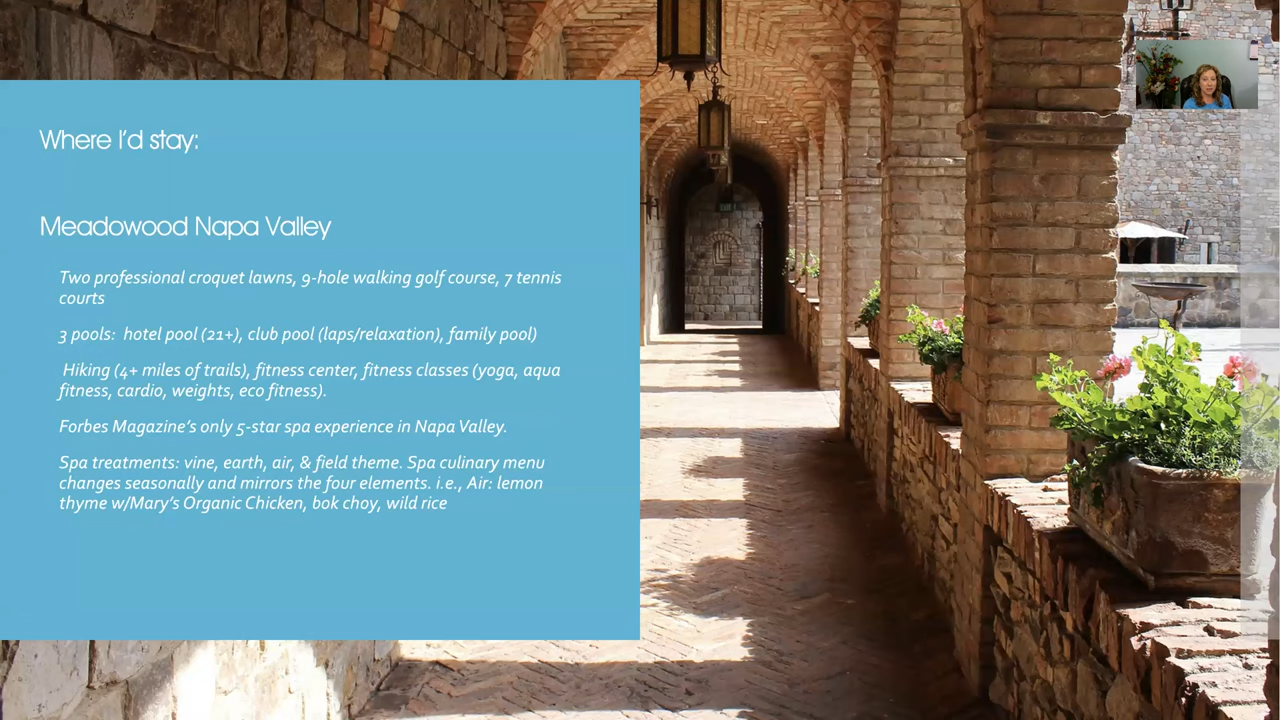 Where I'd stay:
Meadowood Napa Valley
Two professional croquet lawns, 9-hole walking golf course, 7 tennis
courts
3 pools:  hotel pool (21+), club pool (laps/relaxation), family pool)
Hiking (4+ miles of trails), fitness center, fitness classes (yoga, aqua
fitness, cardio, weights, eco fitness).
Forbes Magazine's only 5-star spa experience in Napa Valley.
Spa treatments: vine, earth, air, & field theme. Spa culinary menu
changes seasonally and mirrors the four elements. i.e., Air: lemon
thyme w/Mary's Organic Chicken, bok choy, wild rice